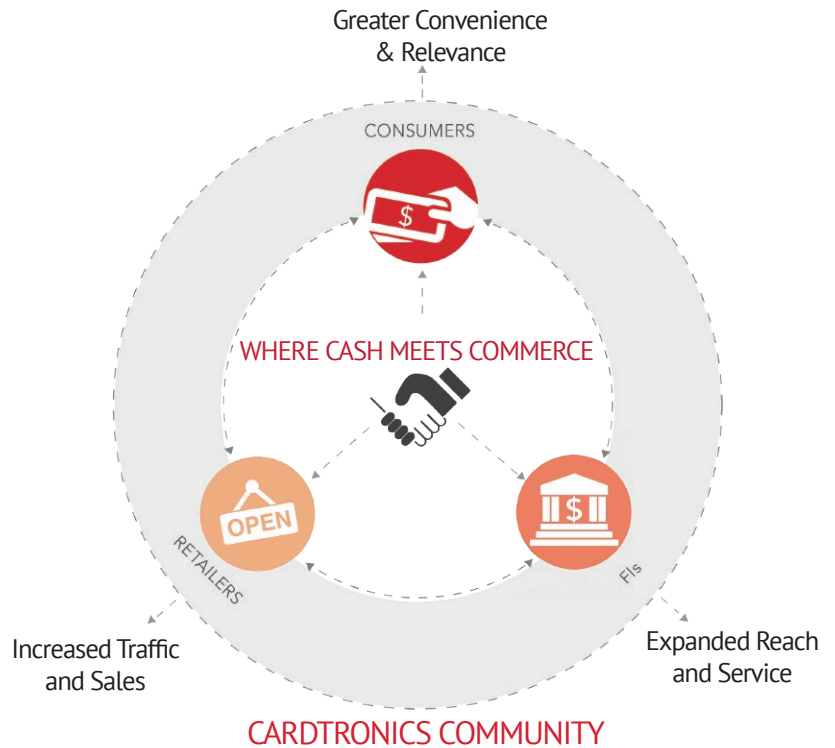 Greater Convenience
& Relevance
CONSUMERS
$
WHERE CASH MEETS COMMERCE
OPEN
$
RETAILERS
FIs
Increased Traffic
and Sales
Expanded Reach
and Service
CARDTRONICS COMMUNITY